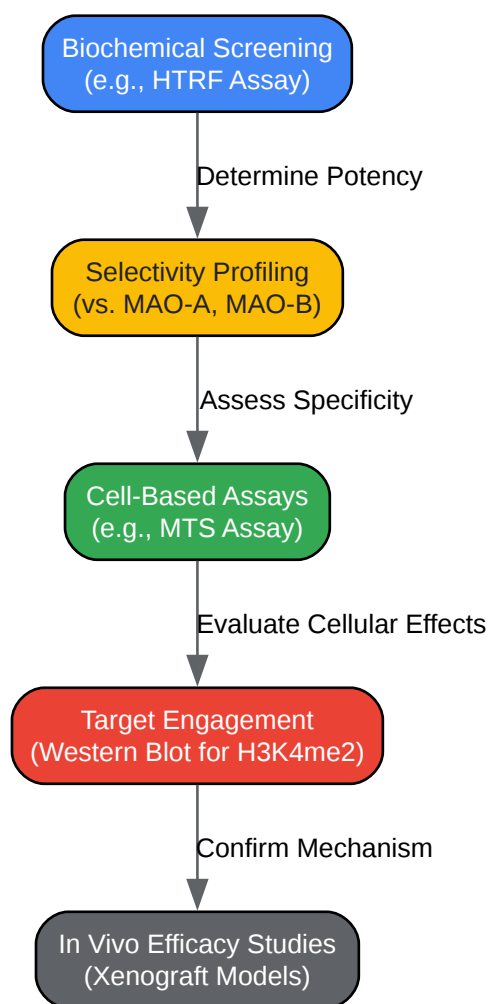 Biochemical Screening
(e.g., HTRF Assay)
Determine Potency
Selectivity Profiling
(vs. MAO-A, MAO-B)
Assess Specificity
Cell-Based Assays
(e.g., MTS Assay)
Evaluate Cellular Effects
Target Engagement
(Western Blot for H3K4me2)
Confirm Mechanism
In Vivo Efficacy Studies
(Xenograft Models)